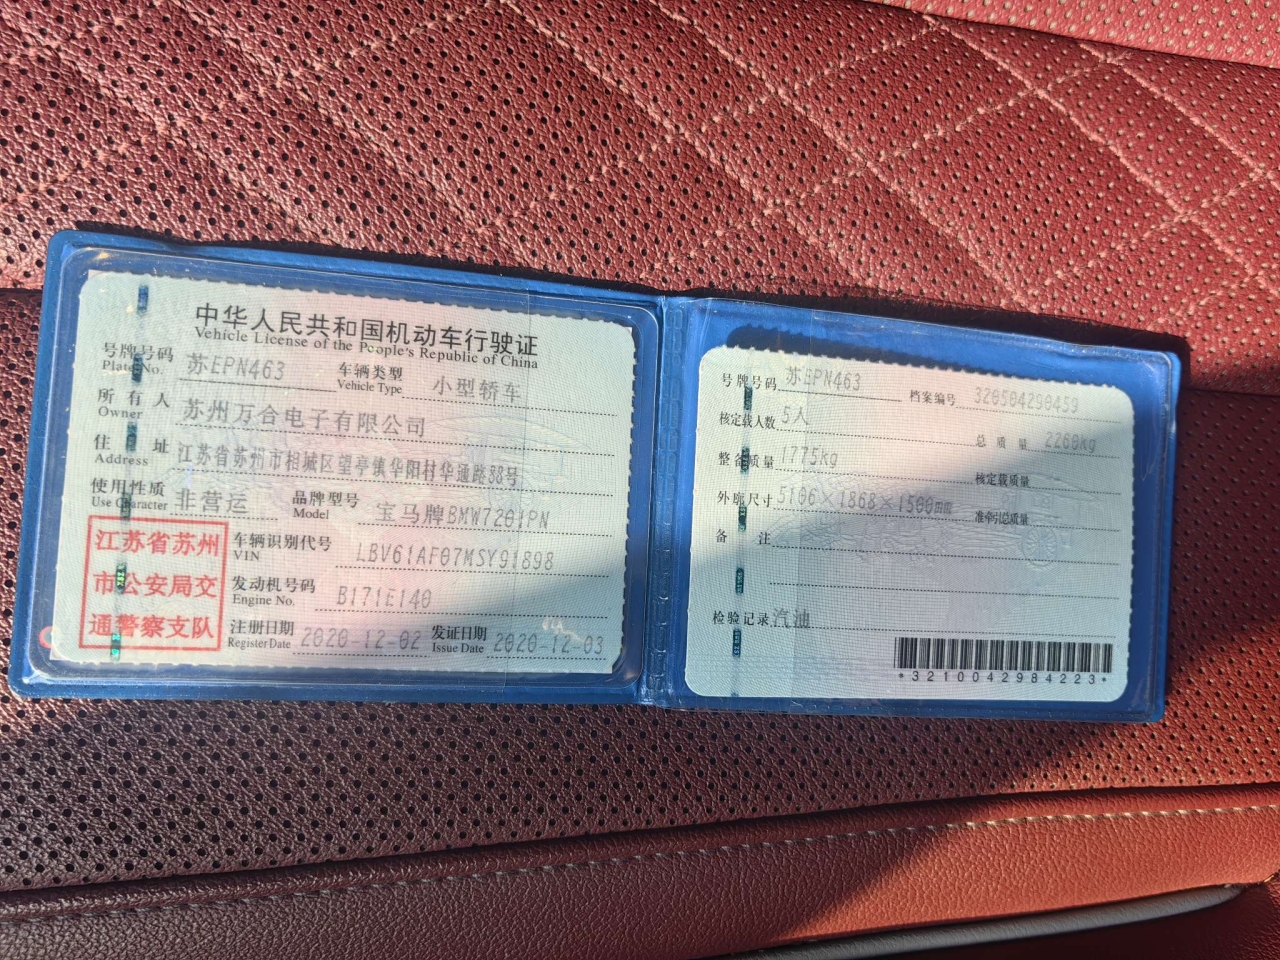 中华人民共和国机动车行驶证
Vehicle License of the People's Republic of China
号牌号码 苏EPN463 车辆类型 小型轿车
Plate No. Vehicle Type
所有人 苏州万合电子有限公司
Owner
住址 江苏省苏州市相城区望亭镇华阳村华通路88号
Address
使用性质 非营运 品牌型号 宝马牌BMW7201PN
Use Character Model
江苏省苏州
市公安局交
通警察支队
车辆识别代号 LBV61AF07MSY91898
VIN
发动机号码 B171E140
Engine No.
注册日期 2020-12-02 发证日期 2020-12-03
Register Date Issue Date
号牌号码 苏EPN463 档案编号 320504290459
核定载人数 5人 总质量 2260kg
整备质量 1775kg 核定载质量
外廓尺寸 5106×1868×1500mm 准牵引总质量
备注
检验记录 汽油
*3210042984223*